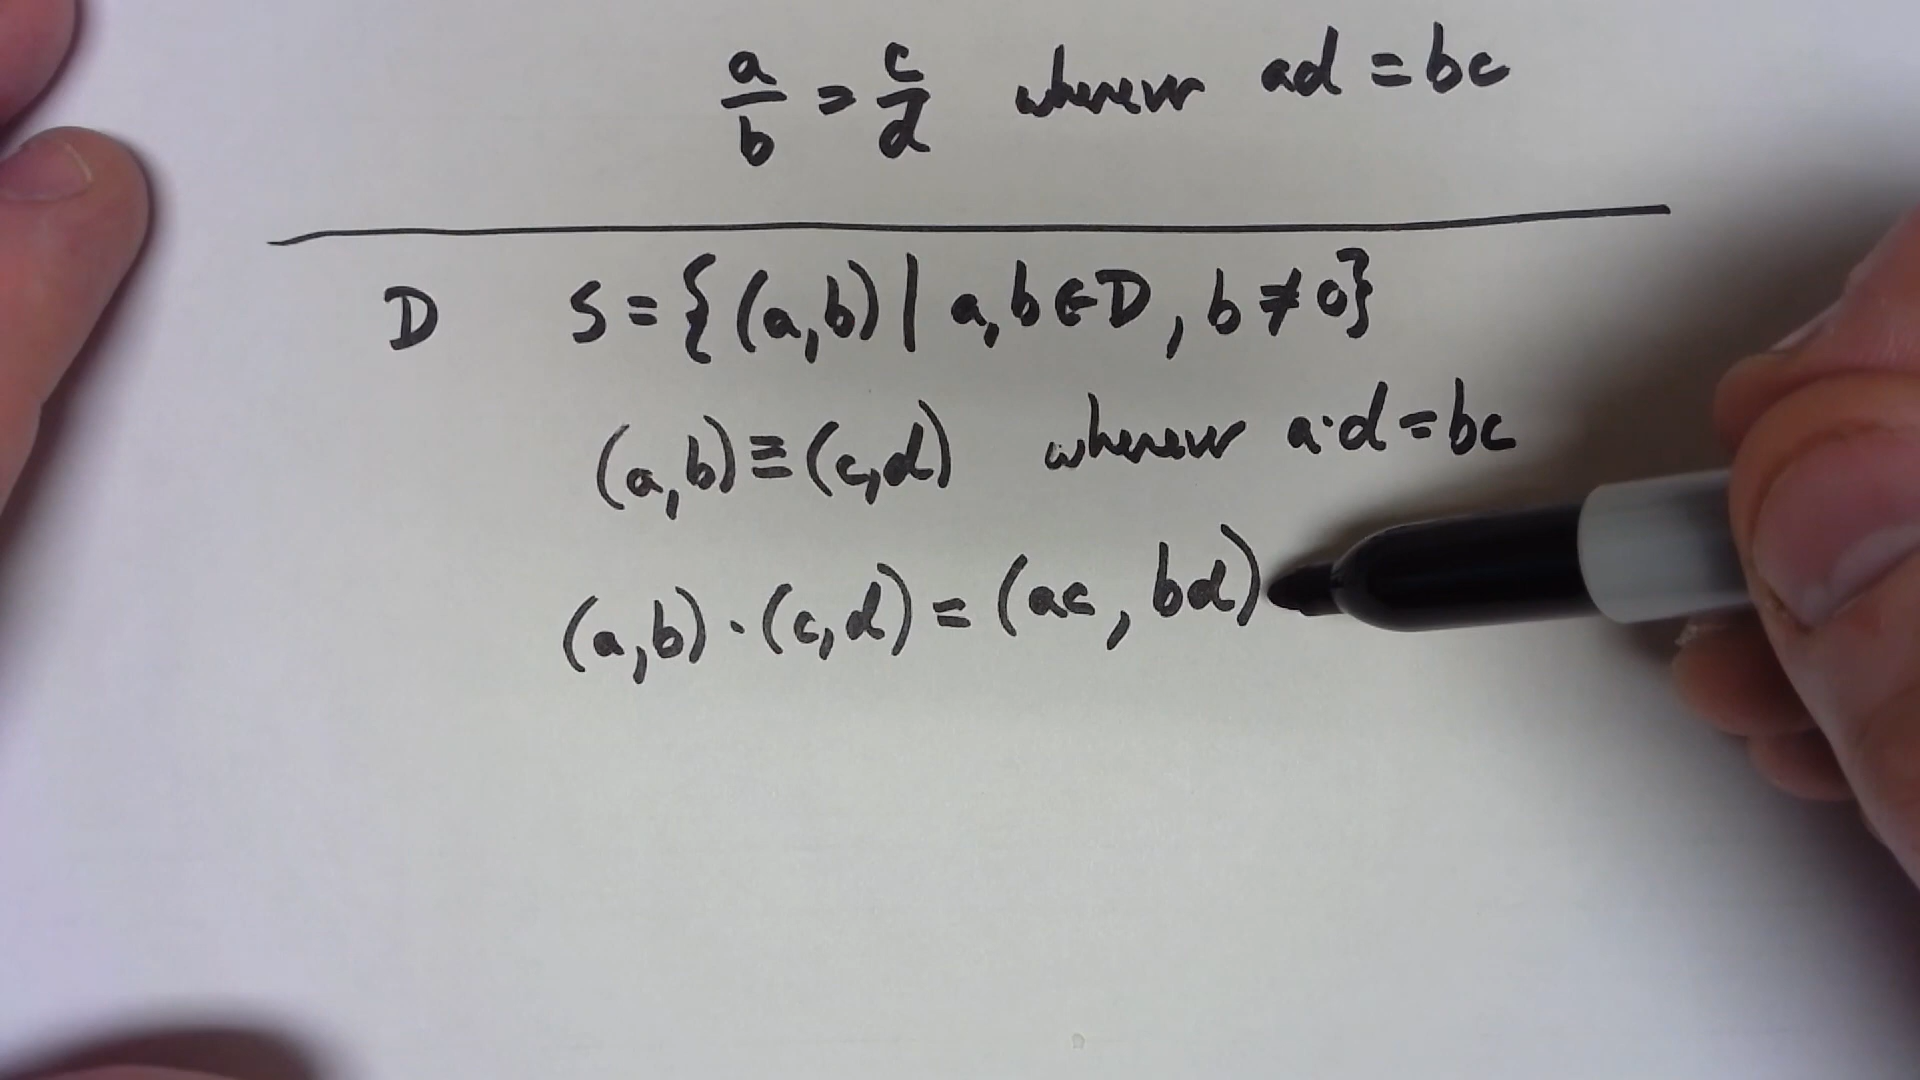 a/b = c/d whenever ad = bc
D S = {(a,b) | a,b ∈ D, b ≠ 0}
(a,b) ≡ (c,d) whenever a·d = bc
(a,b) · (c,d) = (ac, bd)